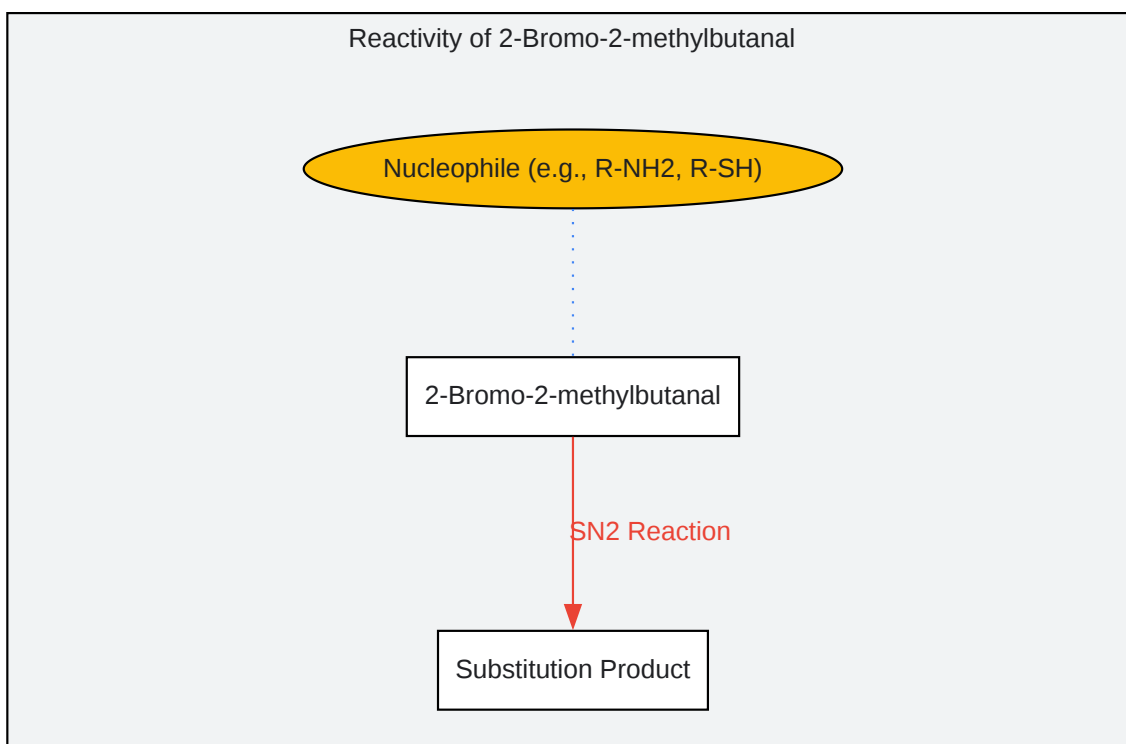 Reactivity of 2-Bromo-2-methylbutanal
Nucleophile (e.g., R-NH2, R-SH)
2-Bromo-2-methylbutanal
SN2 Reaction
Substitution Product